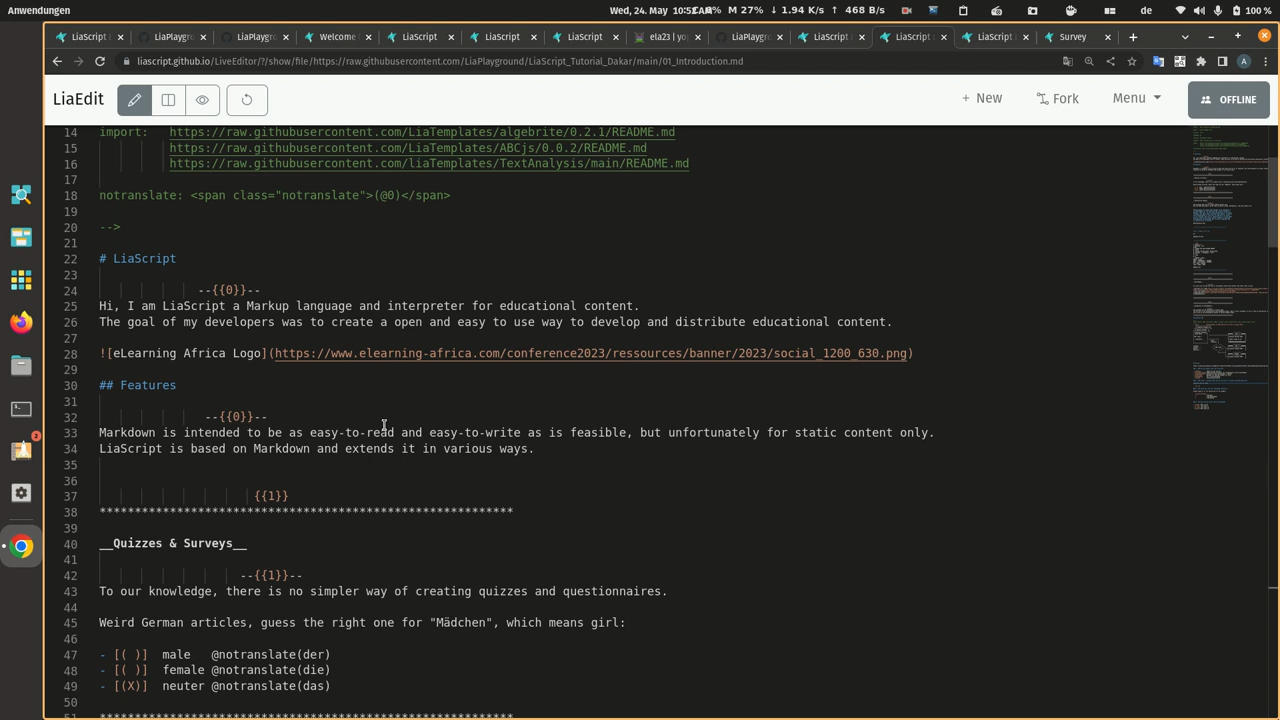 Anwendungen
Wed, 24. May 10:52 AM
M 27% ↓ 1.94 K/s ↑ 468 B/s
de
100 %
LiaScript
LiaPlaygr
LiaPlaygr
Welcome
LiaScript
LiaScript
LiaScript
ela23 | yo
LiaPlaygr
LiaScript
LiaScript
LiaScript
Survey
liascript.github.io/LiveEditor/?/show/file/https://raw.githubusercontent.com/LiaPlayground/LiaScript_Tutorial_Dakar/main/01_Introduction.md
A
LiaEdit
+ New
Fork
Menu
OFFLINE
14 import: https://raw.githubusercontent.com/LiaTemplates/algebrite/0.2.1/README.md
15 https://raw.githubusercontent.com/LiaTemplates/ABCjs/0.0.2/README.md
16 https://raw.githubusercontent.com/liaTemplates/TextAnalysis/main/README.md
17
18 notranslate: <span class="notranslate">(@0)</span>
19
20 -->
21
22 # LiaScript
23
24 --{{0}}--
25 Hi, I am LiaScript a Markup language and interpreter for educational content.
26 The goal of my developers was to create a open and easy to use way to develop and distribute educational content.
27
28 ![eLearning Africa Logo](https://www.elearning-africa.com/conference2023/ressources/banner/2023/social_1200_630.png)
29
30 ## Features
31
32 --{{0}}--
33 Markdown is intended to be as easy-to-read and easy-to-write as is feasible, but unfortunately for static content only.
34 LiaScript is based on Markdown and extends it in various ways.
35
36
37 {{1}}
38 ***********************************************************
39
40 __Quizzes & Surveys__
41
42 --{{1}}--
43 To our knowledge, there is no simpler way of creating quizzes and questionnaires.
44
45 Weird German articles, guess the right one for "Mädchen", which means girl:
46
47 - [( )] male @notranslate(der)
48 - [( )] female @notranslate(die)
49 - [(X)] neuter @notranslate(das)
50
51 ***********************************************************
2